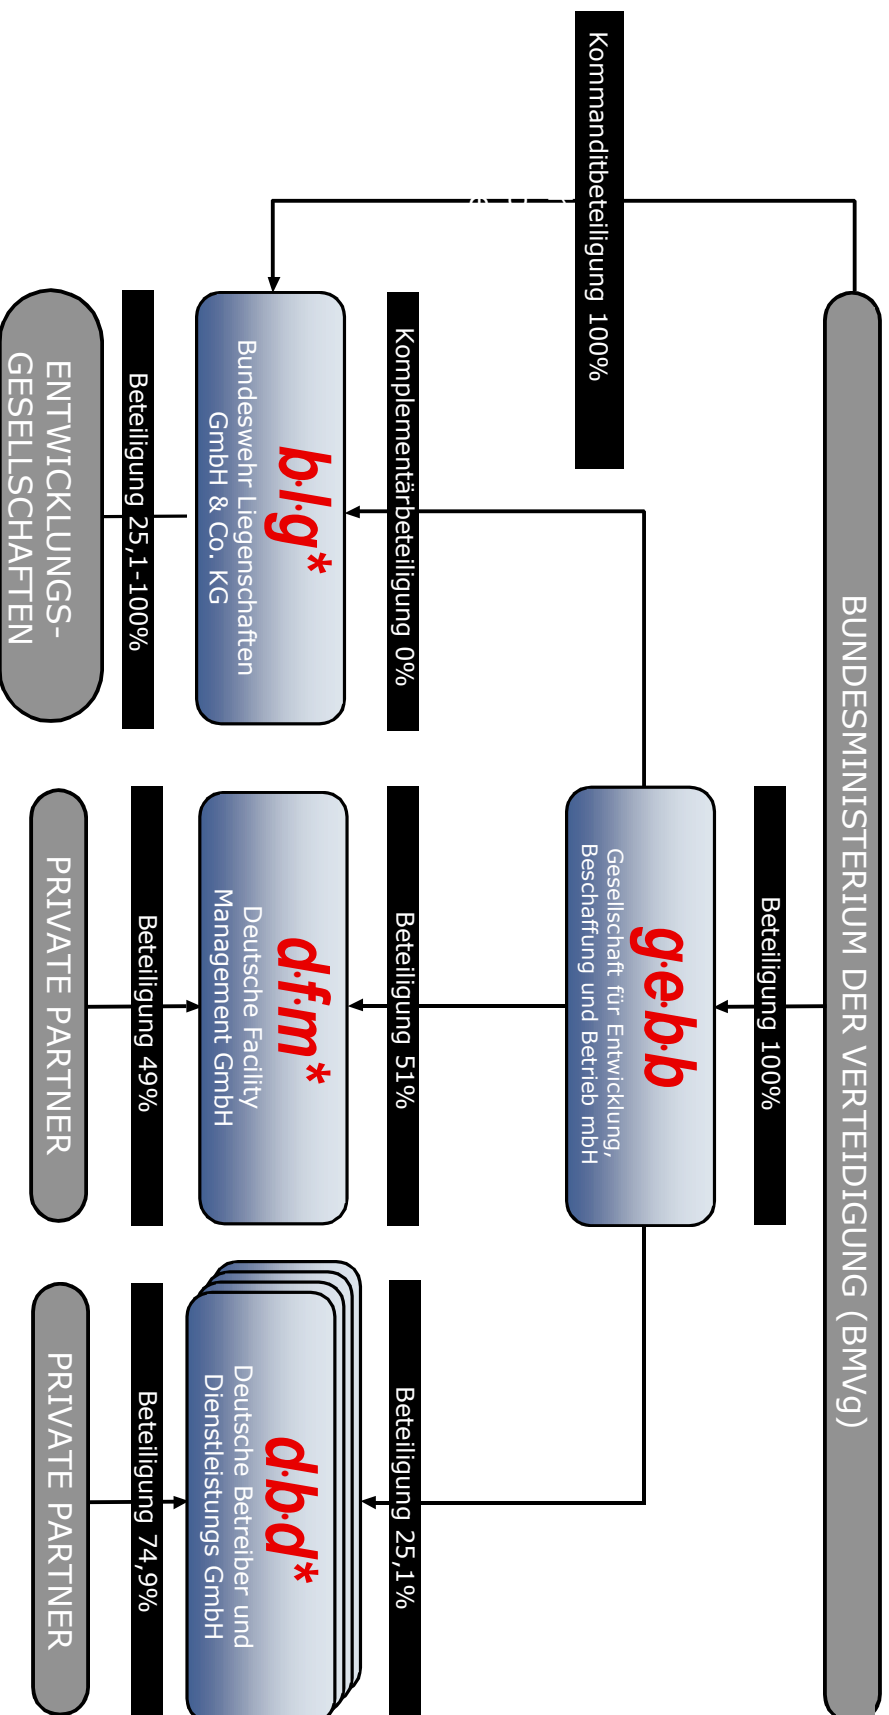 BUNDESMINISTERIUM DER VERTEIDIGUNG (BMVg)
Beteiligung 100%
g·e·b·b
Gesellschaft für Entwicklung,
Beschaffung und Betrieb mbH
Kommanditbeteiligung 100%
Komplementärbeteiligung 0%
Beteiligung 51%
Beteiligung 25,1%
b·l·g*
Bundeswehr Liegenschaften
GmbH & Co. KG
d·f·m*
Deutsche Facility
Management GmbH
d·b·d*
Deutsche Betreiber und
Dienstleistungs GmbH
Beteiligung 25,1-100%
Beteiligung 49%
Beteiligung 74,9%
ENTWICKLUNGS-
GESELLSCHAFTEN
PRIVATE PARTNER
PRIVATE PARTNER